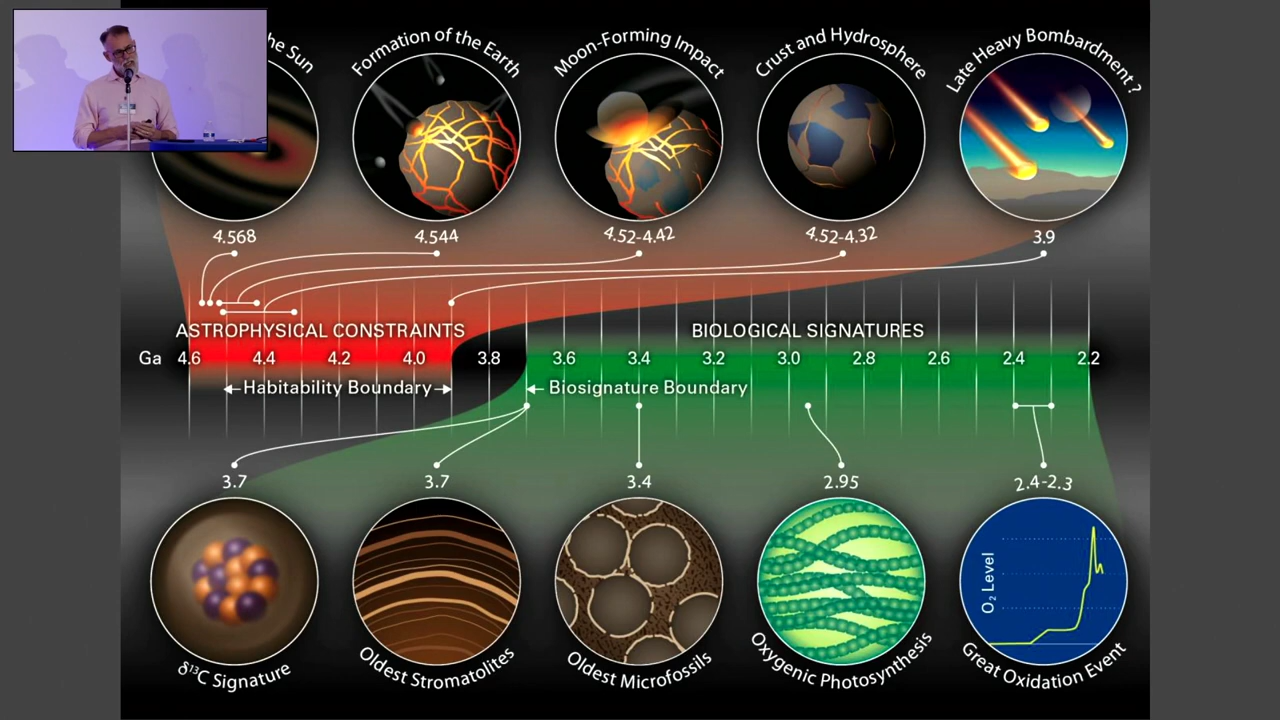 the Sun
Formation of the Earth
Moon-Forming Impact
Crust and Hydrosphere
Late Heavy Bombardment?
4.568
4.544
4.52-4.42
4.52-4.32
3.9
ASTROPHYSICAL CONSTRAINTS
BIOLOGICAL SIGNATURES
Ga 4.6 4.4 4.2 4.0 3.8 3.6 3.4 3.2 3.0 2.8 2.6 2.4 2.2
Habitability Boundary
Biosignature Boundary
3.7
3.7
3.4
2.95
2.4-2.3
O₂ Level
δ¹³C Signature
Oldest Stromatolites
Oldest Microfossils
Oxygenic Photosynthesis
Great Oxidation Event